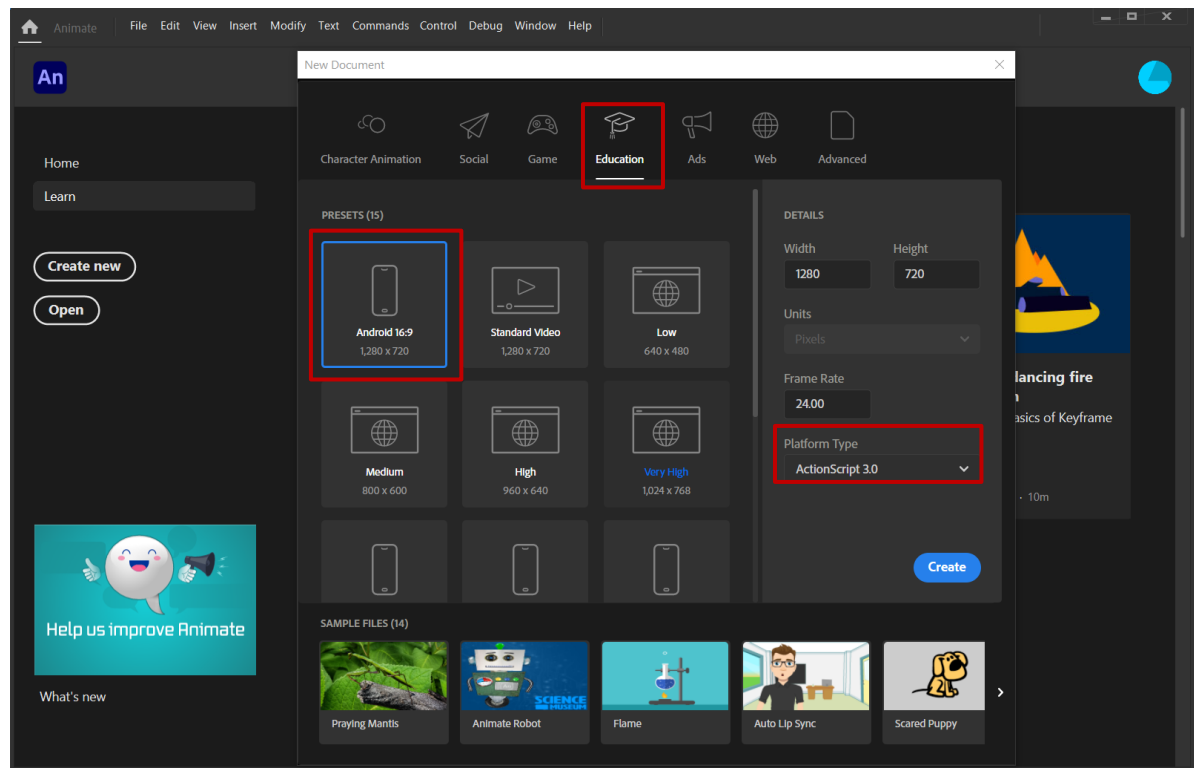 Animate File Edit View Insert Modify Text Commands Control Debug Window Help
An
New Document
Home
Learn
Create new
Open
Help us improve Animate
What's new
Character Animation Social Game Education Ads Web Advanced
PRESETS (15)
Android 16:9
1,280 x 720
Standard Video
1,280 x 720
Low
640 x 480
Medium
800 x 600
High
960 x 640
Very High
1,024 x 768
DETAILS
Width Height
1280 720
Units
Pixels
Frame Rate
24.00
Platform Type
ActionScript 3.0
Create
SAMPLE FILES (14)
SCIENCE
MUSEUM
Praying Mantis Animate Robot Flame Auto Lip Sync Scared Puppy
lancing fire
asics of Keyframe
· 10m